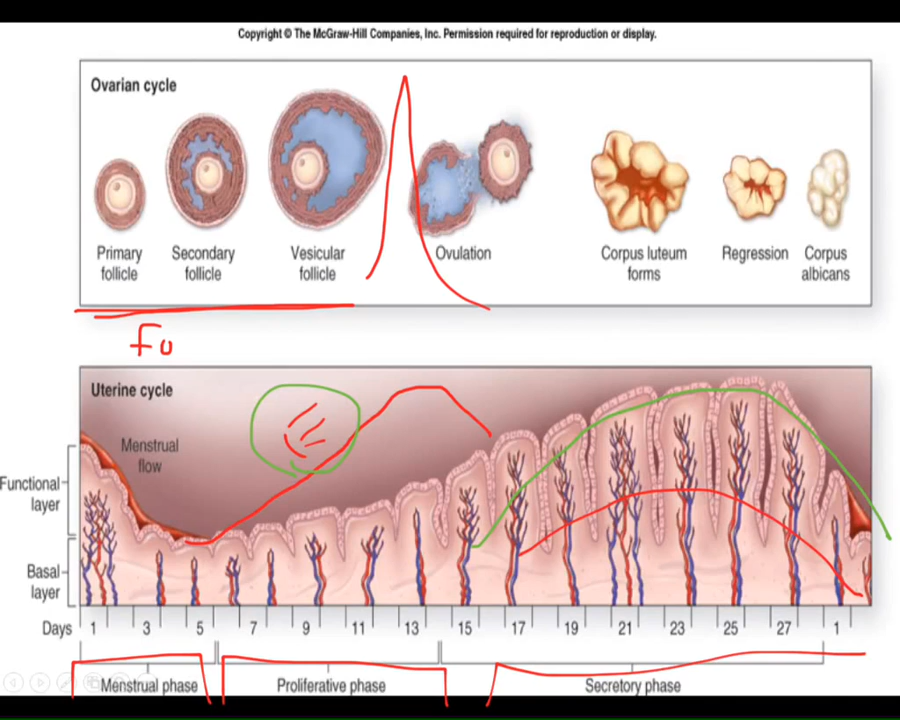 Copyright © The McGraw-Hill Companies, Inc. Permission required for reproduction or display.
Ovarian cycle
Primary
follicle
Secondary
follicle
Vesicular
follicle
Ovulation
Corpus luteum
forms
Regression
Corpus
albicans
Fu
Uterine cycle
Menstrual
flow
Functional
layer
Basal
layer
Days 1 3 5 7 9 11 13 15 17 19 21 23 25 27 1
Menstrual phase Proliferative phase Secretory phase